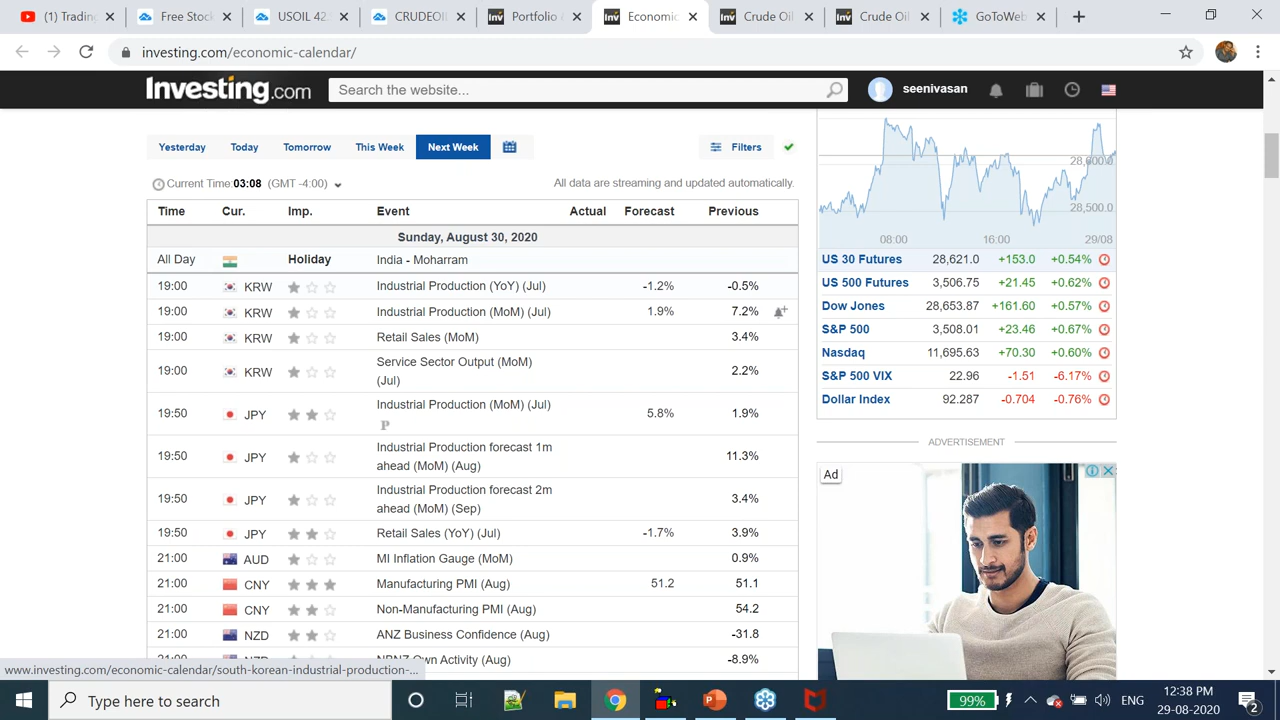 (1) Trading
Free Stock
USOIL 42
CRUDEOIL
Portfolio
Economic
Crude Oil
Crude Oil
GoToWeb
investing.com/economic-calendar/
Investing.com
Search the website...
seenivasan
Yesterday
Today
Tomorrow
This Week
Next Week
Filters
Current Time: 03:08 (GMT -4:00)
All data are streaming and updated automatically.
Time Cur. Imp. Event Actual Forecast Previous
Sunday, August 30, 2020
All Day Holiday India - Moharram
19:00 KRW Industrial Production (YoY) (Jul) -1.2% -0.5%
19:00 KRW Industrial Production (MoM) (Jul) 1.9% 7.2%
19:00 KRW Retail Sales (MoM) 3.4%
19:00 KRW Service Sector Output (MoM) 2.2%
(Jul)
19:50 JPY Industrial Production (MoM) (Jul) 5.8% 1.9%
P
19:50 JPY Industrial Production forecast 1m 11.3%
ahead (MoM) (Aug)
19:50 JPY Industrial Production forecast 2m 3.4%
ahead (MoM) (Sep)
19:50 JPY Retail Sales (YoY) (Jul) -1.7% 3.9%
21:00 AUD MI Inflation Gauge (MoM) 0.9%
21:00 CNY Manufacturing PMI (Aug) 51.2 51.1
21:00 CNY Non-Manufacturing PMI (Aug) 54.2
21:00 NZD ANZ Business Confidence (Aug) -31.8
21:00 NZD NBNZ Own Activity (Aug) -8.9%
28,600.0
28,500.0
08:00 16:00 29/08
US 30 Futures 28,621.0 +153.0 +0.54%
US 500 Futures 3,506.75 +21.45 +0.62%
Dow Jones 28,653.87 +161.60 +0.57%
S&P 500 3,508.01 +23.46 +0.67%
Nasdaq 11,695.63 +70.30 +0.60%
S&P 500 VIX 22.96 -1.51 -6.17%
Dollar Index 92.287 -0.704 -0.76%
ADVERTISEMENT
Ad
www.investing.com/economic-calendar/south-korean-industrial-production-...
Type here to search
99%
ENG
12:38 PM
29-08-2020
2